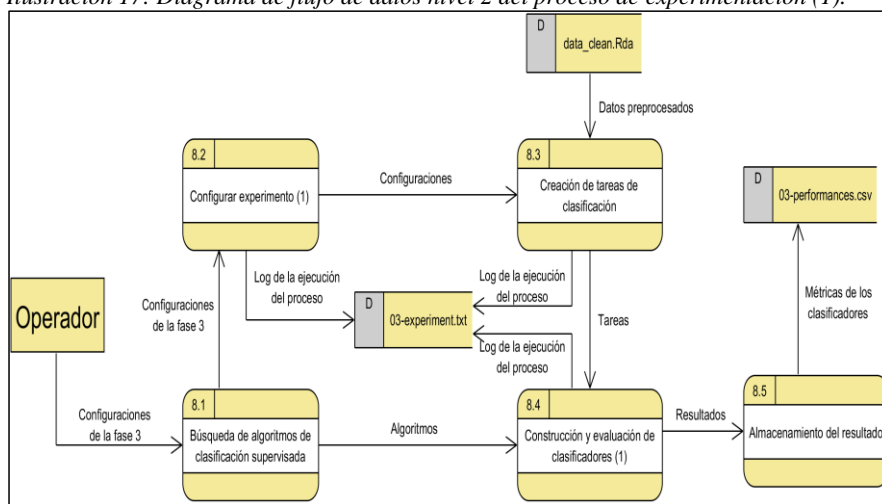 Ilustración 17: Diagrama de flujo de datos nivel 2 del proceso de experimentación (1).
D
data_clean.Rda
Datos preprocesados
8.2
Configurar experimento (1)
Configuraciones
8.3
Creación de tareas de
clasificación
D
03-performances.csv
Log de la ejecución
del proceso
Log de la ejecución
del proceso
Configuraciones
de la fase 3
Operador
D
03-experiment.txt
Tareas
Métricas de los
clasificadores
Log de la ejecución
del proceso
Configuraciones
de la fase 3
8.1
Búsqueda de algoritmos de
clasificación supervisada
Algoritmos
8.4
Construcción y evaluación de
clasificadores (1)
Resultados
8.5
Almacenamiento del resultado